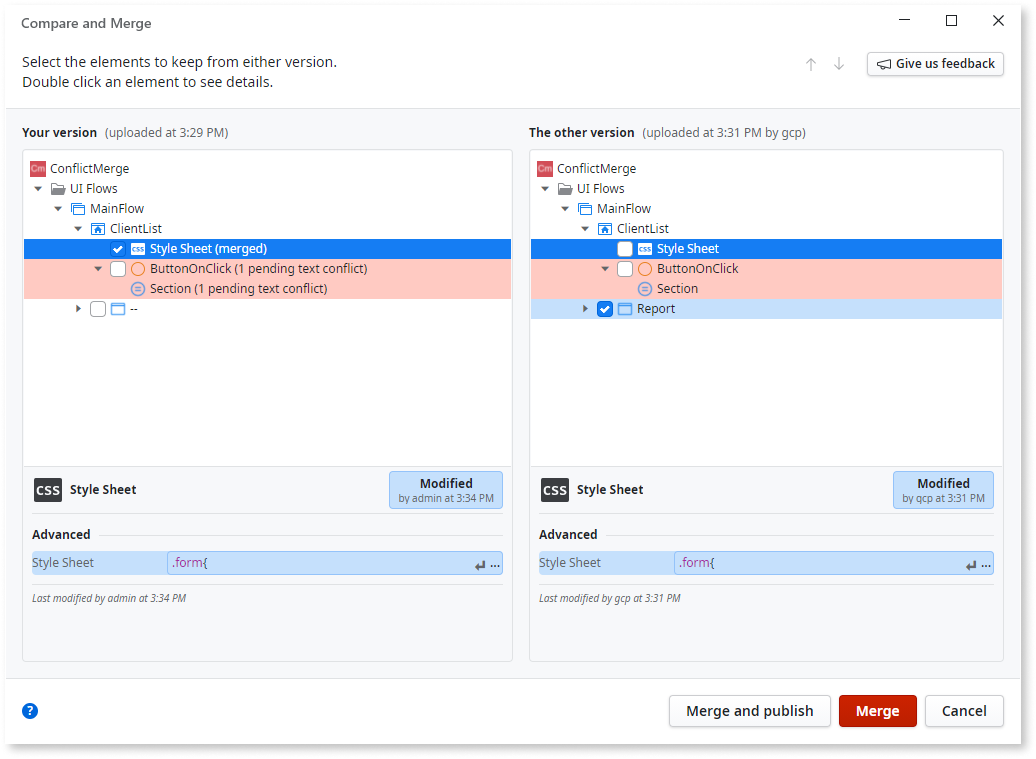 Compare and Merge
Select the elements to keep from either version.
Double click an element to see details.
Give us feedback
Your version (uploaded at 3:29 PM)
Cm ConflictMerge
UI Flows
MainFlow
ClientList
css Style Sheet (merged)
ButtonOnClick (1 pending text conflict)
Section (1 pending text conflict)
--
CSS Style Sheet
Modified
by admin at 3:34 PM
Advanced
Style Sheet .form{ ...
Last modified by admin at 3:34 PM
The other version (uploaded at 3:31 PM by gcp)
Cm ConflictMerge
UI Flows
MainFlow
ClientList
css Style Sheet
ButtonOnClick
Section
Report
CSS Style Sheet
Modified
by gcp at 3:31 PM
Advanced
Style Sheet .form{ ...
Last modified by gcp at 3:31 PM
?
Merge and publish
Merge
Cancel